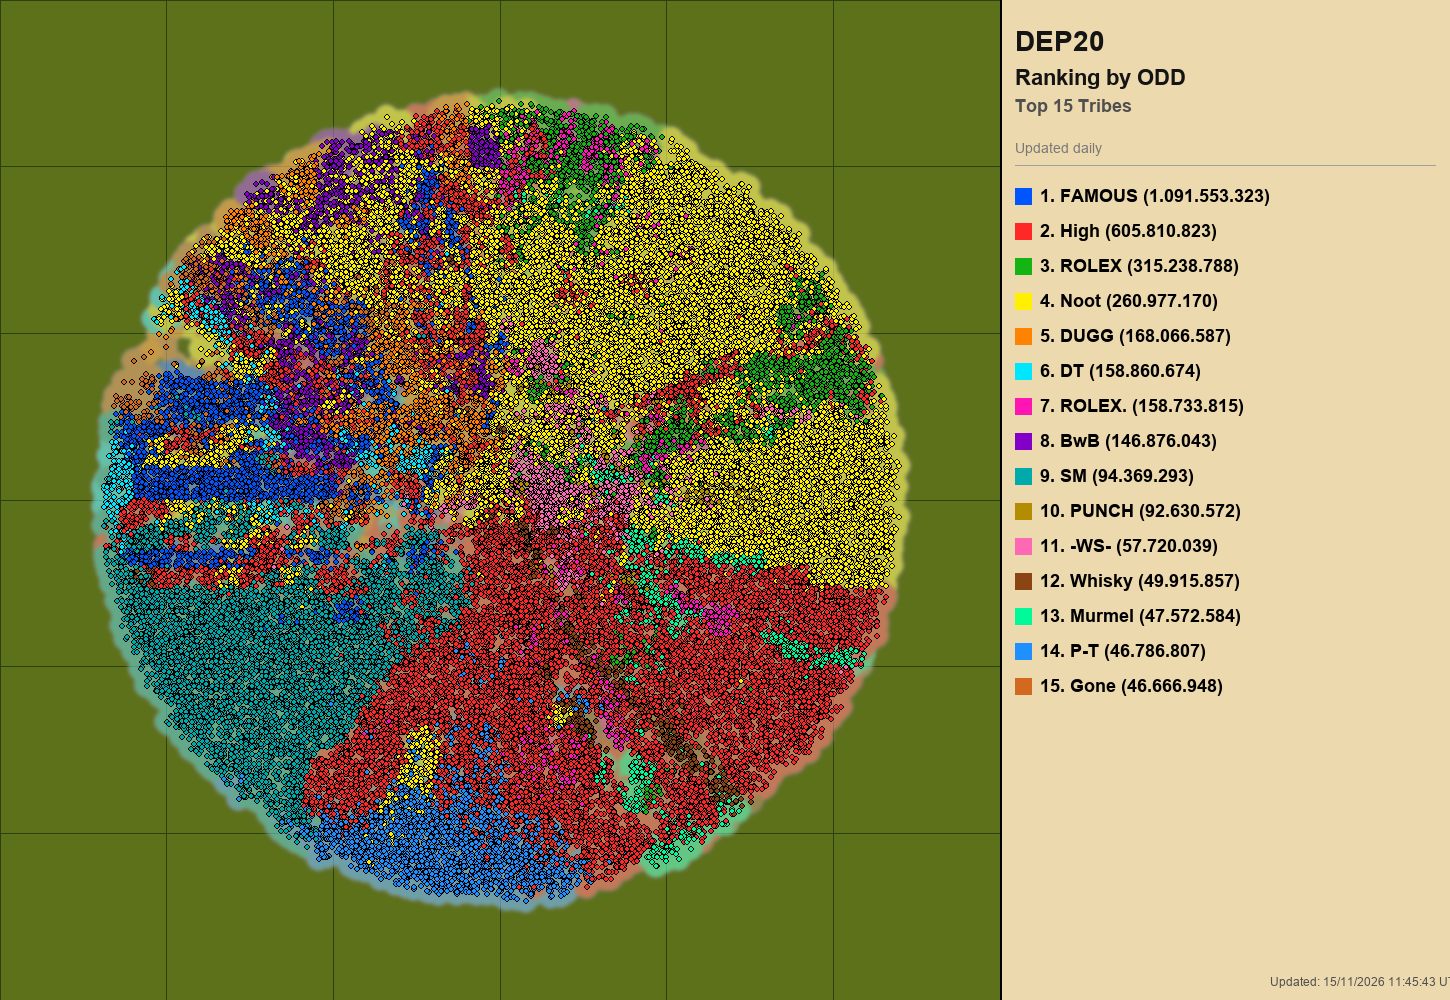 DEP20
Ranking by ODD
Top 15 Tribes
Updated daily
1. FAMOUS (1.091.553.323)
2. High (605.810.823)
3. ROLEX (315.238.788)
4. Noot (260.977.170)
5. DUGG (168.066.587)
6. DT (158.860.674)
7. ROLEX. (158.733.815)
8. BwB (146.876.043)
9. SM (94.369.293)
10. PUNCH (92.630.572)
11. -WS- (57.720.039)
12. Whisky (49.915.857)
13. Murmel (47.572.584)
14. P-T (46.786.807)
15. Gone (46.666.948)
Updated: 15/11/2026 11:45:43